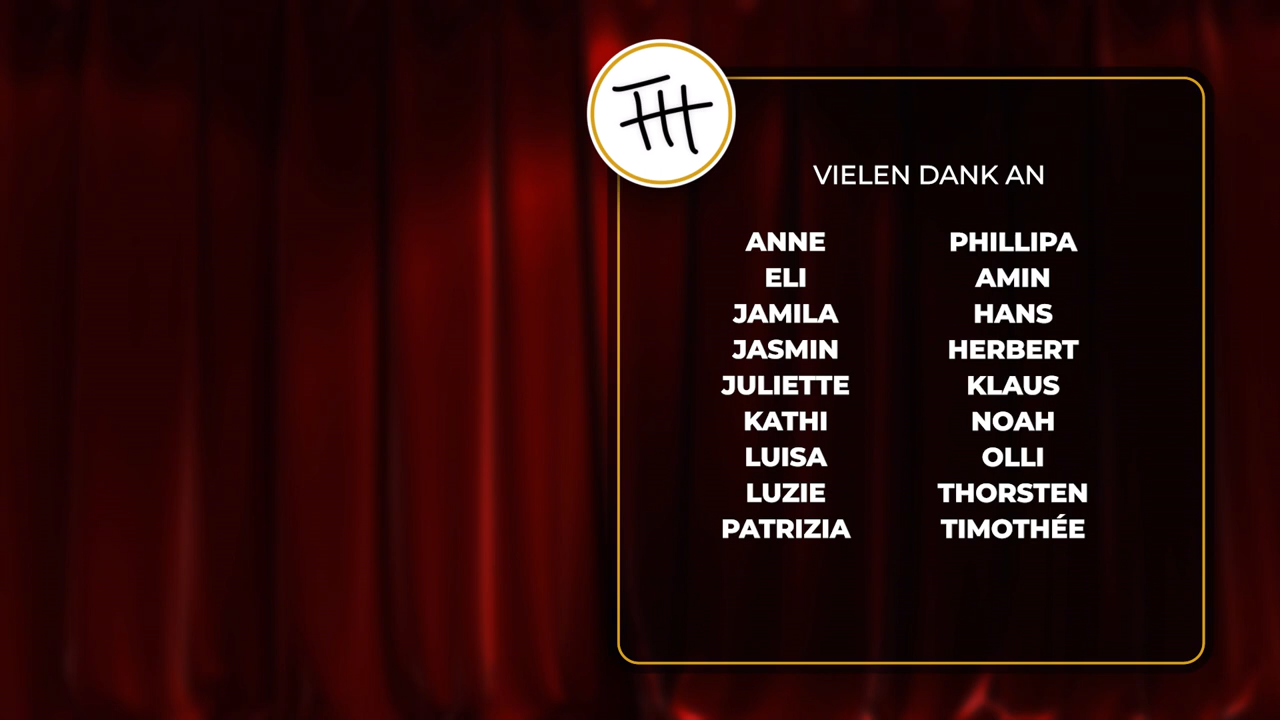 TH
VIELEN DANK AN
ANNE
ELI
JAMILA
JASMIN
JULIETTE
KATHI
LUISA
LUZIE
PATRIZIA
PHILLIPA
AMIN
HANS
HERBERT
KLAUS
NOAH
OLLI
THORSTEN
TIMOTHÉE